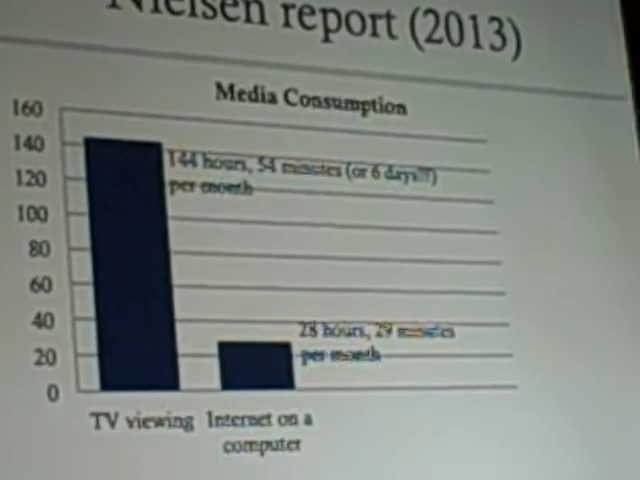 Nielsen report (2013)
Media Consumption
160
140
120
100
80
60
40
20
0
144 hours, 54 minutes (or 6 days!!!)
per month
28 hours, 29 minutes
per month
TV viewing
Internet on a
computer